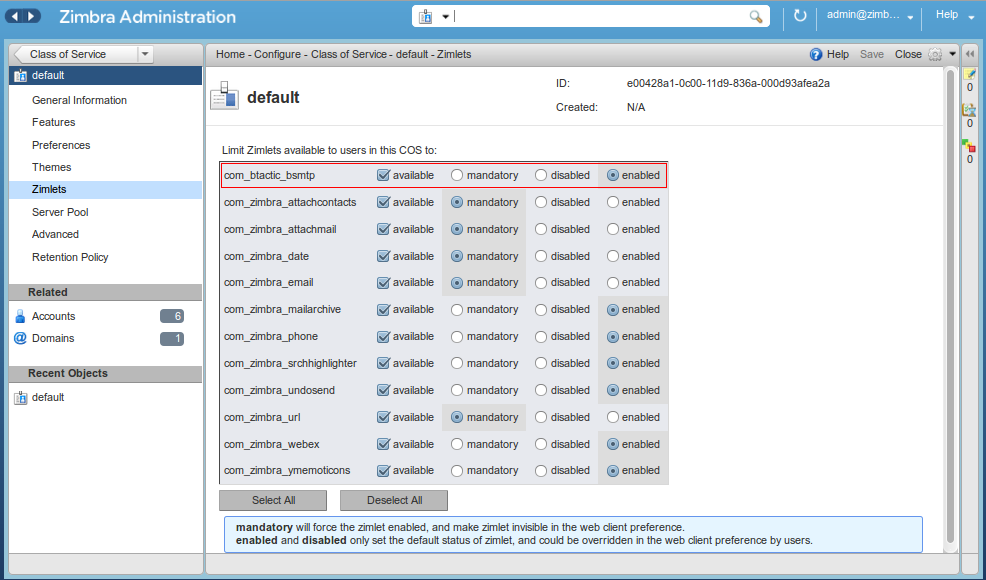 Zimbra Administration
admin@zimb...
Help
Class of Service
Home - Configure - Class of Service - default - Zimlets
Help
Save
Close
default
General Information
Features
Preferences
Themes
Zimlets
Server Pool
Advanced
Retention Policy
Related
Accounts 6
Domains 1
Recent Objects
default
default
ID: e00428a1-0c00-11d9-836a-000d93afea2a
Created: N/A
Limit Zimlets available to users in this COS to:
com_btactic_bsmtp available mandatory disabled enabled
com_zimbra_attachcontacts available mandatory disabled enabled
com_zimbra_attachmail available mandatory disabled enabled
com_zimbra_date available mandatory disabled enabled
com_zimbra_email available mandatory disabled enabled
com_zimbra_mailarchive available mandatory disabled enabled
com_zimbra_phone available mandatory disabled enabled
com_zimbra_srchhighlighter available mandatory disabled enabled
com_zimbra_undosend available mandatory disabled enabled
com_zimbra_url available mandatory disabled enabled
com_zimbra_webex available mandatory disabled enabled
com_zimbra_ymemoticons available mandatory disabled enabled
Select All
Deselect All
mandatory will force the zimlet enabled, and make zimlet invisible in the web client preference.
enabled and disabled only set the default status of zimlet, and could be overridden in the web client preference by users.
0
0
0